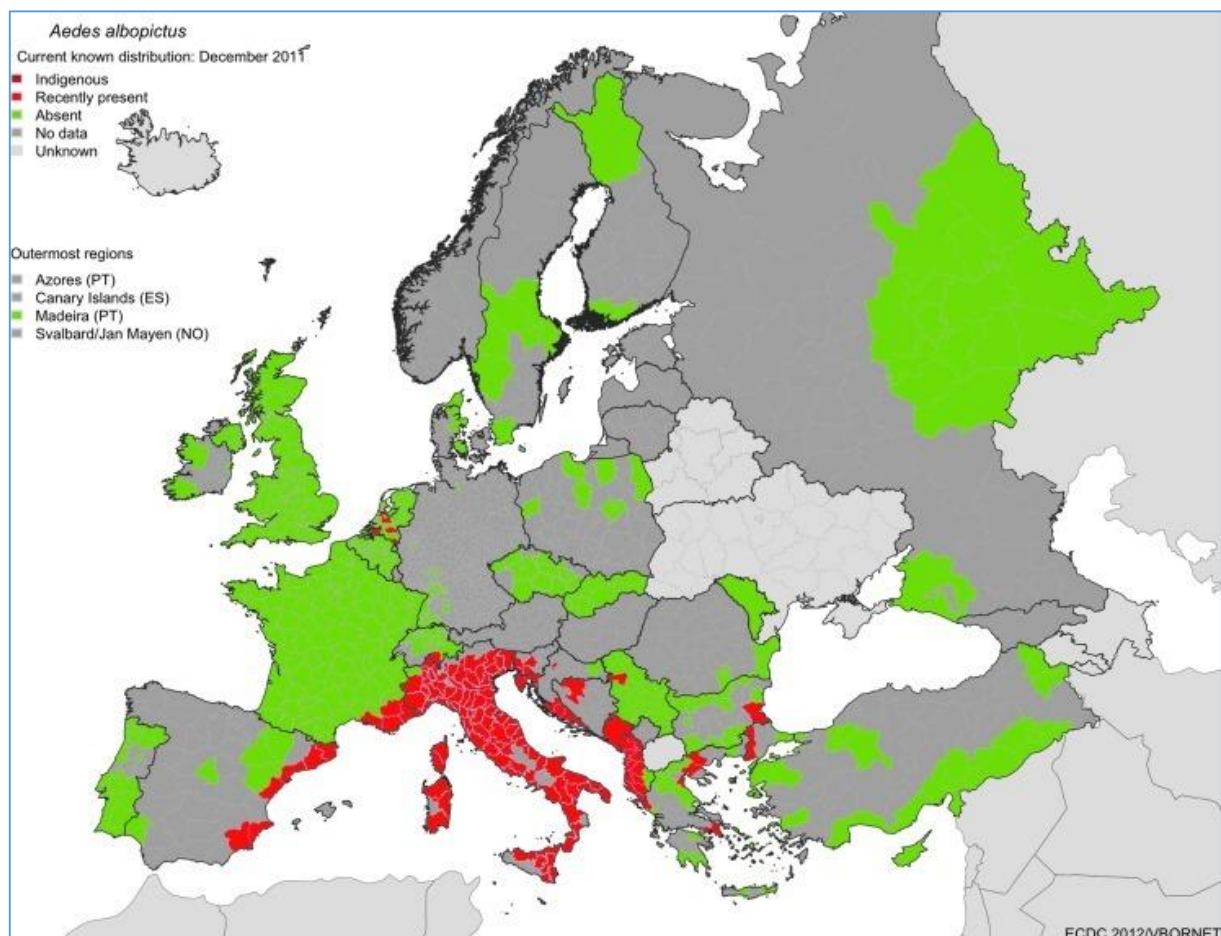 Aedes albopictus
Current known distribution: December 2011
Indigenous
Recently present
Absent
No data
Unknown
Outermost regions
Azores (PT)
Canary Islands (ES)
Madeira (PT)
Svalbard/Jan Mayen (NO)
ECDC 2012/VBORNET